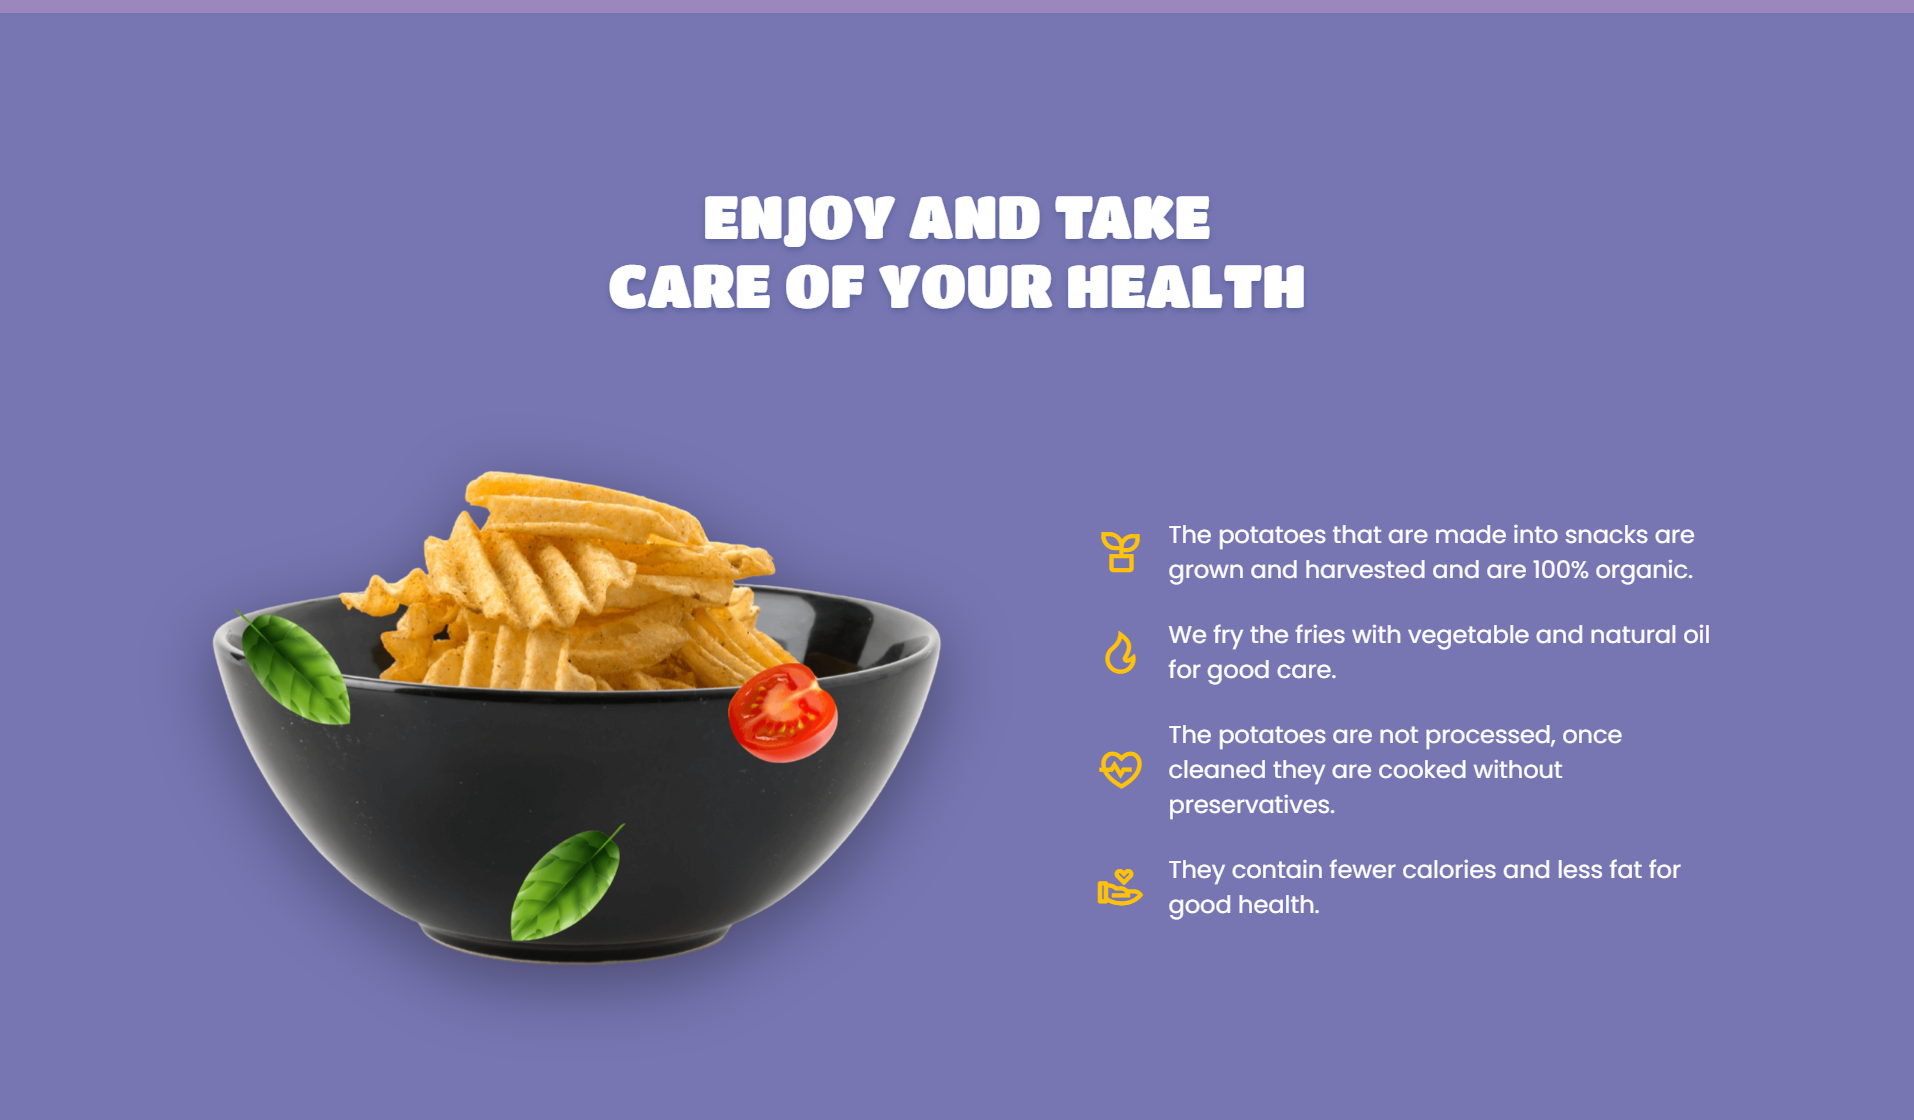 ENJOY AND TAKE
CARE OF YOUR HEALTH
The potatoes that are made into snacks are
grown and harvested and are 100% organic.
We fry the fries with vegetable and natural oil
for good care.
The potatoes are not processed, once
cleaned they are cooked without
preservatives.
They contain fewer calories and less fat for
good health.